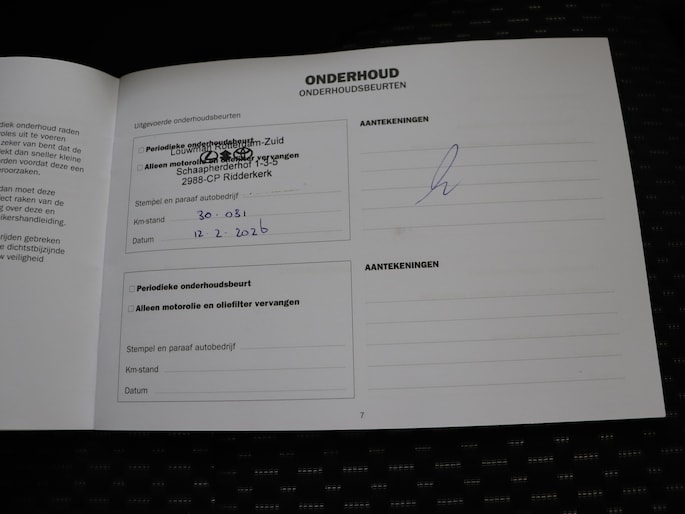 diek onderhoud raden
oles uit te voeren
zeker van bent dat de
ekt dan sneller kleine
orden voordat deze een
eroorzaken.
dan moet deze
fect raken van de
g over deze en
ikershandleiding.
rijden gebreken
e dichtstbijzijnde
w veiligheid
ONDERHOUD
ONDERHOUDSBEURTEN
Uitgevoerde onderhoudsbeurten
Periodieke onderhoudsbeurt
Louwman Rotterdam-Zuid
Alleen motorolie en oliefilter vervangen
Schaapherderhof 1-3-5
2988-CP Ridderkerk
Stempel en paraaf autobedrijf
Km-stand 30.031
Datum 12.2.2026
AANTEKENINGEN
Periodieke onderhoudsbeurt
Alleen motorolie en oliefilter vervangen
Stempel en paraaf autobedrijf
Km-stand
Datum
AANTEKENINGEN
7